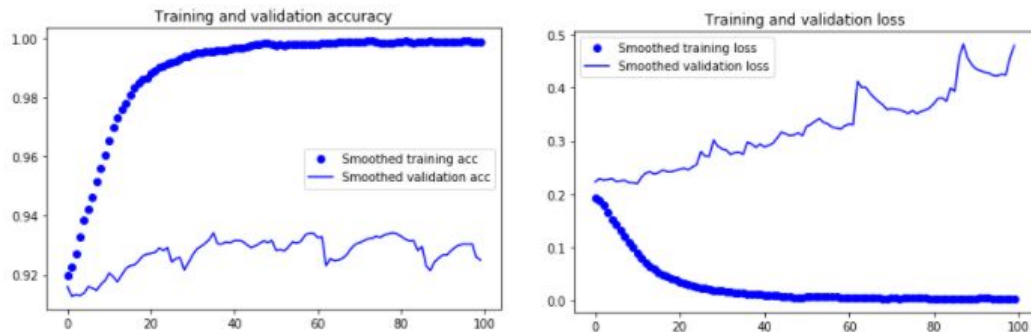 Training and validation accuracy
1.00
0.98
0.96
0.94
0.92
Smoothed training acc
Smoothed validation acc
0 20 40 60 80 100
Training and validation loss
0.5
0.4
0.3
0.2
0.1
0.0
Smoothed training loss
Smoothed validation loss
0 20 40 60 80 100